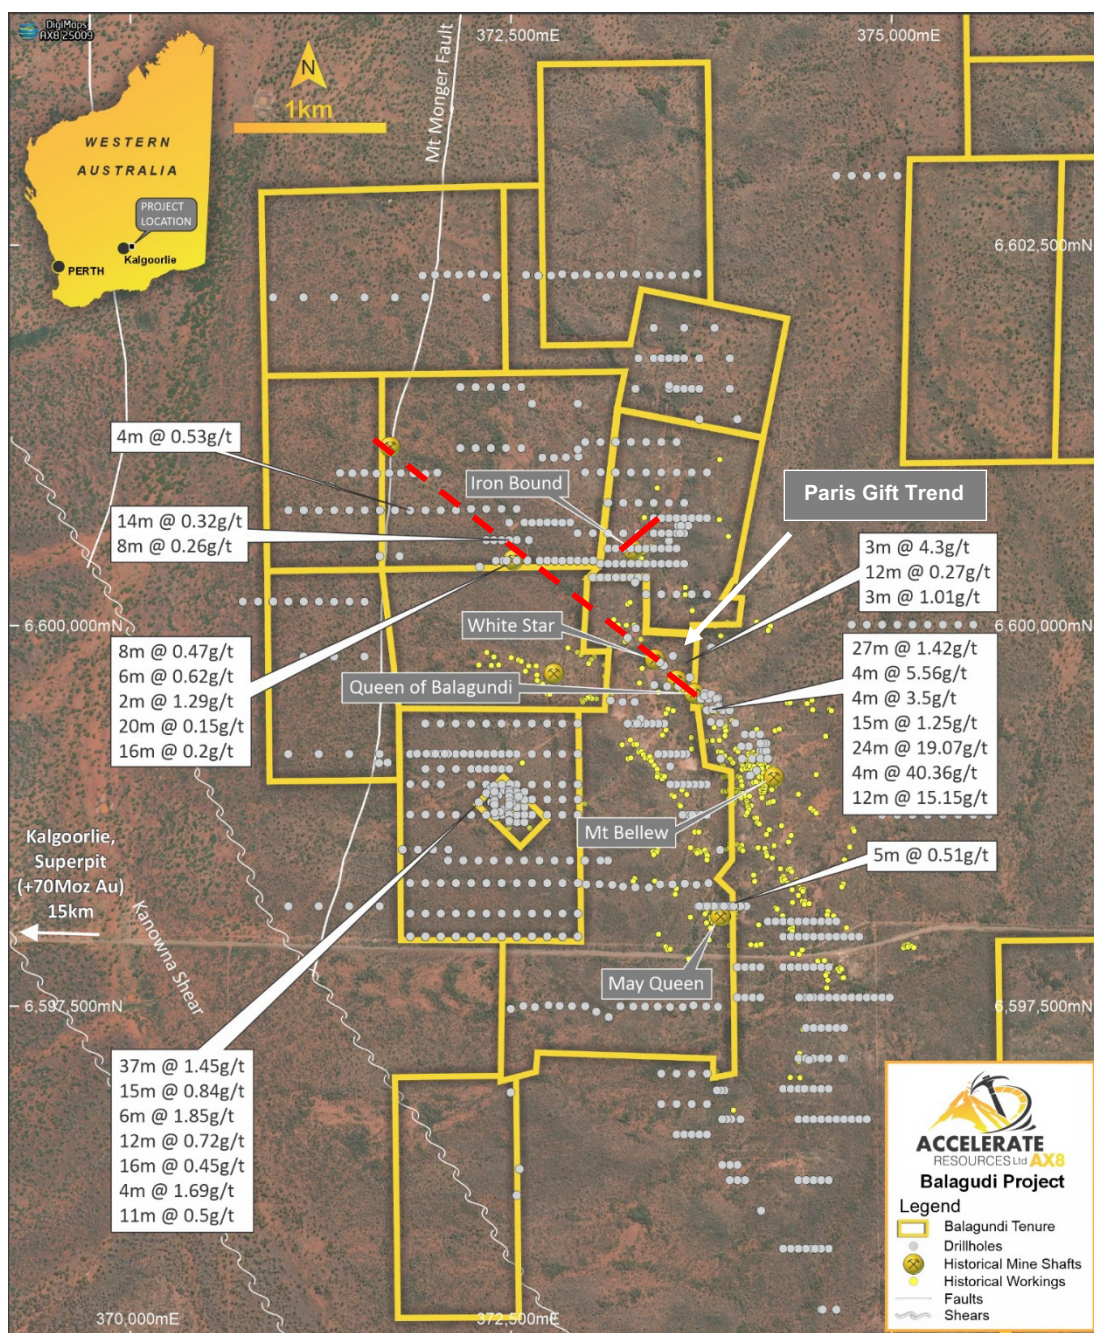 DigiMaps
AX8 25009
372,500mE
375,000mE
N
1km
Mt Monger Fault
WESTERN
AUSTRALIA
PROJECT
LOCATION
Kalgoorlie
PERTH
6,602,500mN
4m @ 0.53g/t
14m @ 0.32g/t
8m @ 0.26g/t
Iron Bound
Paris Gift Trend
3m @ 4.3g/t
12m @ 0.27g/t
3m @ 1.01g/t
6,600,000mN
6,600,000mN
White Star
Queen of Balagundi
8m @ 0.47g/t
6m @ 0.62g/t
2m @ 1.29g/t
20m @ 0.15g/t
16m @ 0.2g/t
27m @ 1.42g/t
4m @ 5.56g/t
4m @ 3.5g/t
15m @ 1.25g/t
24m @ 19.07g/t
4m @ 40.36g/t
12m @ 15.15g/t
Mt Bellew
5m @ 0.51g/t
Kalgoorlie,
Superpit
(+70Moz Au)
15km
Kanowna Shear
May Queen
6,597,500mN
6,597,500mN
37m @ 1.45g/t
15m @ 0.84g/t
6m @ 1.85g/t
12m @ 0.72g/t
16m @ 0.45g/t
4m @ 1.69g/t
11m @ 0.5g/t
ACCELERATE
RESOURCES Ltd AX8
Balagudi Project
Legend
Balagundi Tenure
Drillholes
Historical Mine Shafts
Historical Workings
Faults
Shears
370,000mE
372,500mE